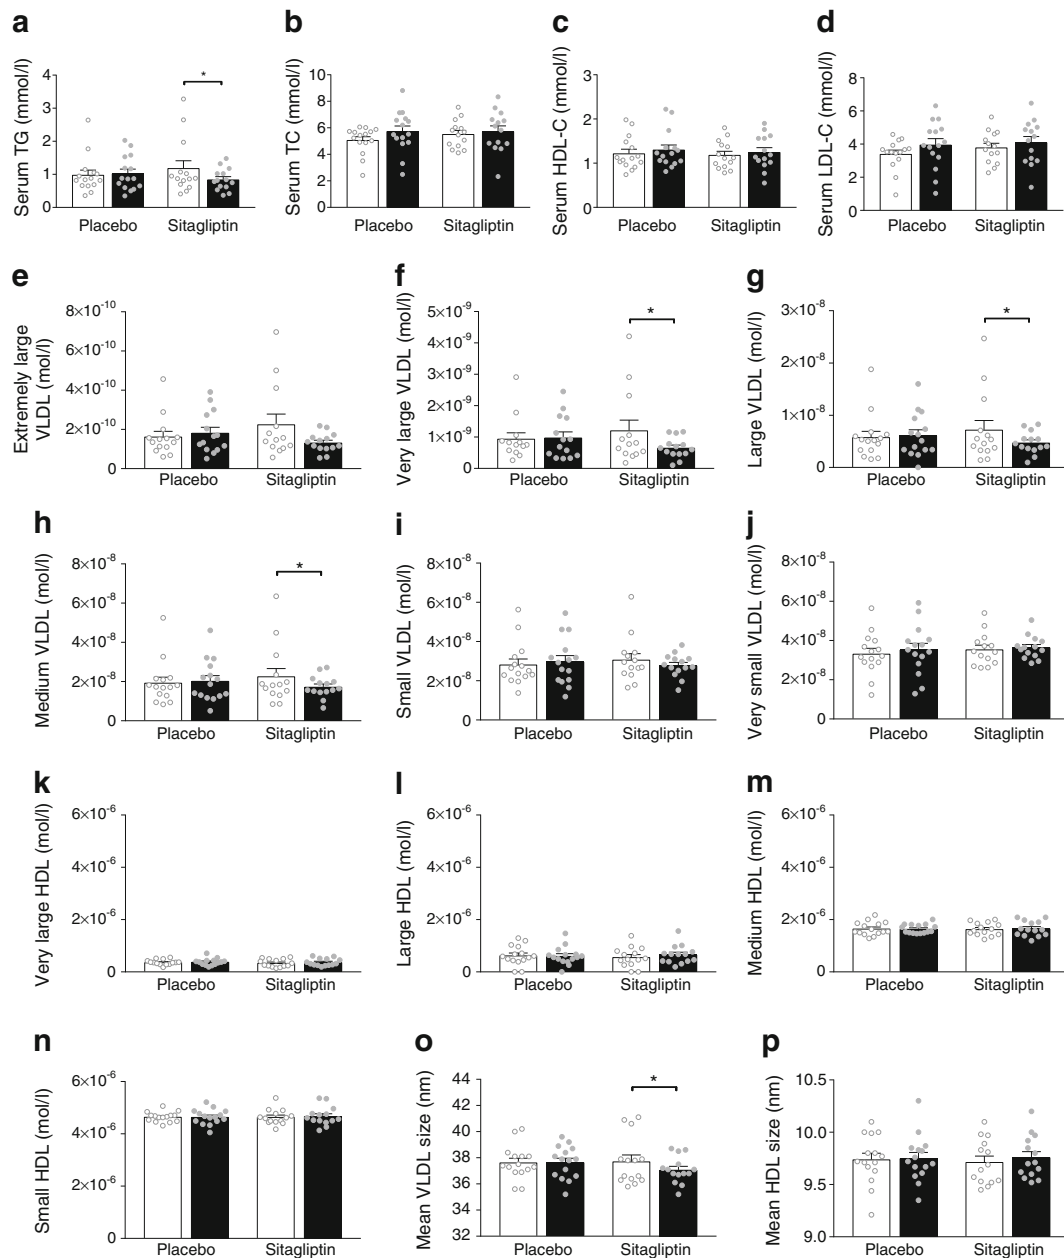 a
b
c
d
Serum TG (mmol/l)
4
3
2
1
0
*
Placebo
Sitagliptin
Serum TC (mmol/l)
10
8
6
4
2
0
Placebo
Sitagliptin
Serum HDL-C (mmol/l)
3
2
1
0
Placebo
Sitagliptin
Serum LDL-C (mmol/l)
8
6
4
2
0
Placebo
Sitagliptin
e
f
g
Extremely large
VLDL (mol/l)
8×10⁻¹⁰
6×10⁻¹⁰
4×10⁻¹⁰
2×10⁻¹⁰
0
Placebo
Sitagliptin
Very large VLDL (mol/l)
5×10⁻⁹
4×10⁻⁹
3×10⁻⁹
2×10⁻⁹
1×10⁻⁹
0
*
Placebo
Sitagliptin
Large VLDL (mol/l)
3×10⁻⁸
2×10⁻⁸
1×10⁻⁸
0
*
Placebo
Sitagliptin
h
i
j
Medium VLDL (mol/l)
8×10⁻⁸
6×10⁻⁸
4×10⁻⁸
2×10⁻⁸
0
*
Placebo
Sitagliptin
Small VLDL (mol/l)
8×10⁻⁸
6×10⁻⁸
4×10⁻⁸
2×10⁻⁸
0
Placebo
Sitagliptin
Very small VLDL (mol/l)
8×10⁻⁸
6×10⁻⁸
4×10⁻⁸
2×10⁻⁸
0
Placebo
Sitagliptin
k
l
m
Very large HDL (mol/l)
6×10⁻⁶
4×10⁻⁶
2×10⁻⁶
0
Placebo
Sitagliptin
Large HDL (mol/l)
6×10⁻⁶
4×10⁻⁶
2×10⁻⁶
0
Placebo
Sitagliptin
Medium HDL (mol/l)
6×10⁻⁶
4×10⁻⁶
2×10⁻⁶
0
Placebo
Sitagliptin
n
o
p
Small HDL (mol/l)
6×10⁻⁶
4×10⁻⁶
2×10⁻⁶
0
Placebo
Sitagliptin
Mean VLDL size (nm)
44
42
40
38
36
34
32
*
Placebo
Sitagliptin
Mean HDL size (nm)
10.5
10.0
9.5
9.0
Placebo
Sitagliptin